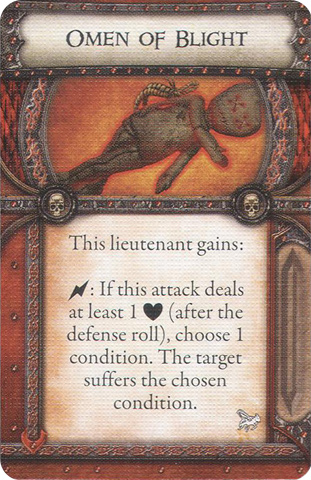 Omen of Blight
This lieutenant gains:
: If this attack deals
at least 1 ♥ (after the
defense roll), choose 1
condition. The target
suffers the chosen
condition.